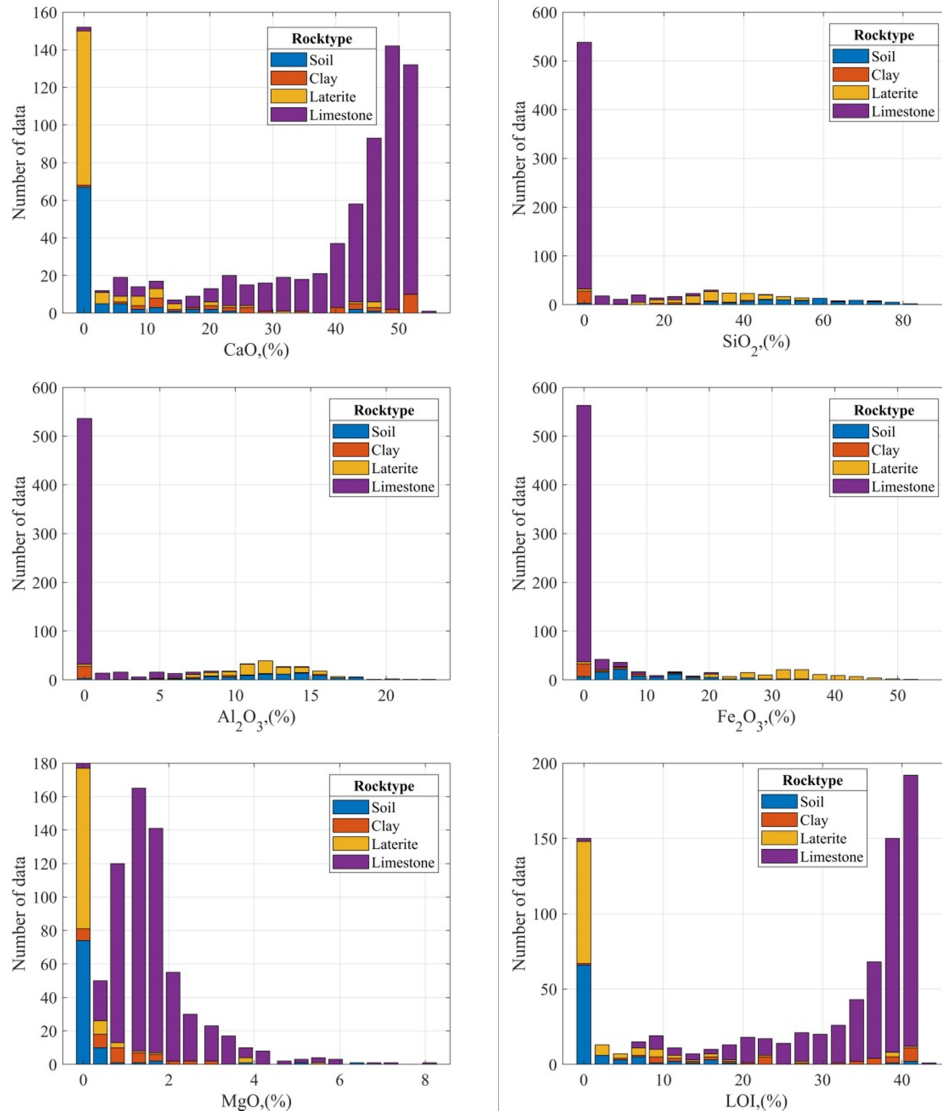 160
140
120
100
80
60
40
20
0
Number of data
Rocktype
Soil
Clay
Laterite
Limestone
0 10 20 30 40 50
CaO,(%)
600
500
400
300
200
100
0
Number of data
Rocktype
Soil
Clay
Laterite
Limestone
0 20 40 60 80
SiO₂,(%)
600
500
400
300
200
100
0
Number of data
Rocktype
Soil
Clay
Laterite
Limestone
0 5 10 15 20
Al₂O₃,(%)
600
500
400
300
200
100
0
Number of data
Rocktype
Soil
Clay
Laterite
Limestone
0 10 20 30 40 50
Fe₂O₃,(%)
180
160
140
120
100
80
60
40
20
0
Number of data
Rocktype
Soil
Clay
Laterite
Limestone
0 2 4 6 8
MgO,(%)
200
150
100
50
0
Number of data
Rocktype
Soil
Clay
Laterite
Limestone
0 10 20 30 40
LOI,(%)